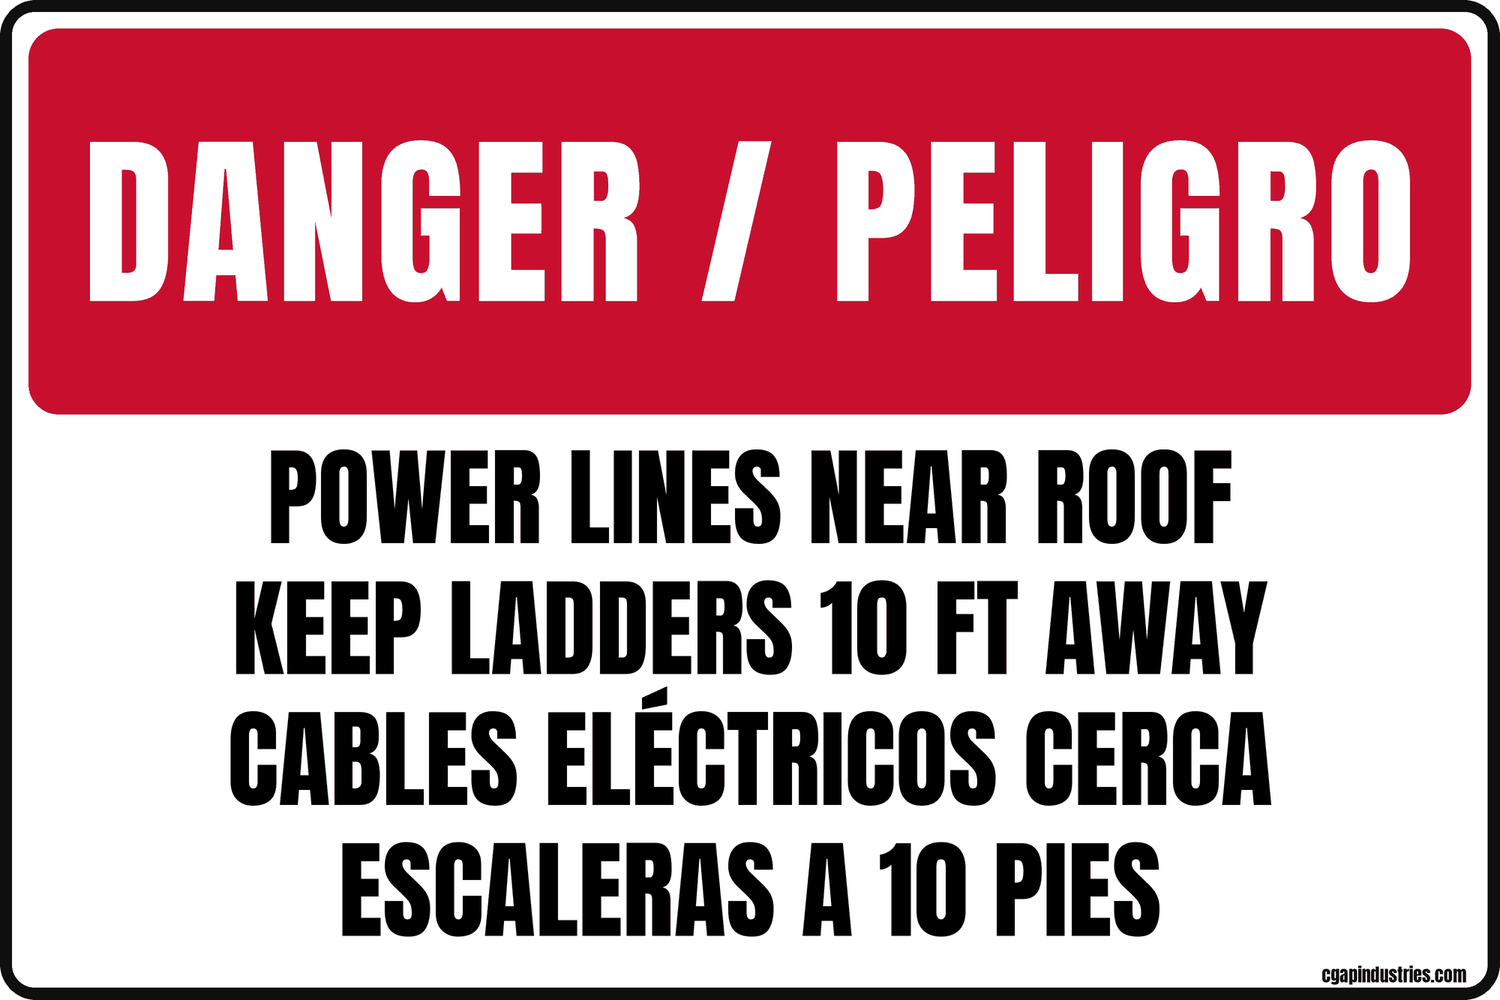 DANGER / PELIGRO
POWER LINES NEAR ROOF
KEEP LADDERS 10 FT AWAY
CABLES ELÉCTRICOS CERCA
ESCALERAS A 10 PIES
cgapindustries.com